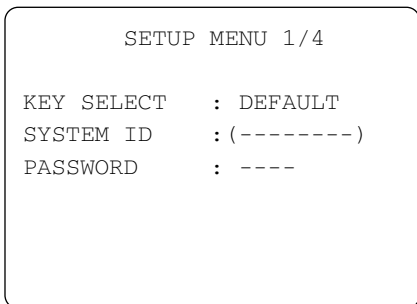 SETUP MENU 1/4
KEY SELECT : DEFAULT
SYSTEM ID :(--------)
PASSWORD : ----